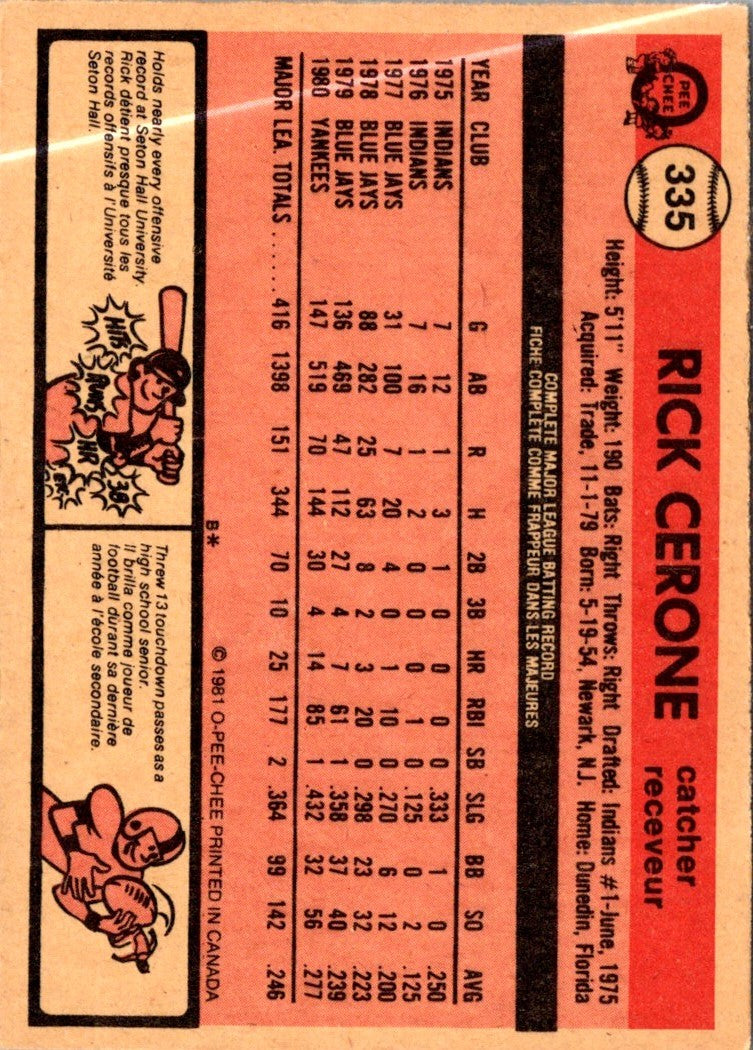 O PEE CHEE
335
RICK CERONE
catcher
receveur
Height: 5'11" Weight: 190 Bats: Right Throws: Right Drafted: Indians #1-June, 1975
Acquired: Trade, 11-1-79 Born: 5-19-54, Newark, N.J. Home: Dunedin, Florida
COMPLETE MAJOR LEAGUE BATTING RECORD
FICHE COMPLÈTE COMME FRAPPEUR DANS LES MAJEURES
YEAR CLUB G AB R H 2B 3B HR RBI SB SLG BB SO AVG
1975 INDIANS 7 12 1 3 1 0 0 0 0 .333 1 0 .250
1976 INDIANS 7 16 1 2 0 0 0 1 0 .125 0 2 .125
1977 BLUE JAYS 31 100 7 20 4 0 1 10 0 .270 6 12 .200
1978 BLUE JAYS 88 282 25 63 8 2 3 20 0 .298 23 32 .223
1979 BLUE JAYS 136 469 47 112 27 4 7 61 1 .358 37 40 .239
1980 YANKEES 147 519 70 144 30 4 14 85 1 .432 32 56 .277
MAJOR LEA. TOTALS ...... 416 1398 151 344 70 10 25 177 2 .364 99 142 .246
B* © 1981 O-PEE-CHEE PRINTED IN CANADA
Holds nearly every offensive
record at Seton Hall University.
Rick détient presque tous les
records offensifs à l'Université
Seton Hall.
HITS
Runs
HR
3B
Threw 13 touchdown passes as a
high school senior.
Il brilla comme joueur de
football durant sa dernière
année à l'école secondaire.